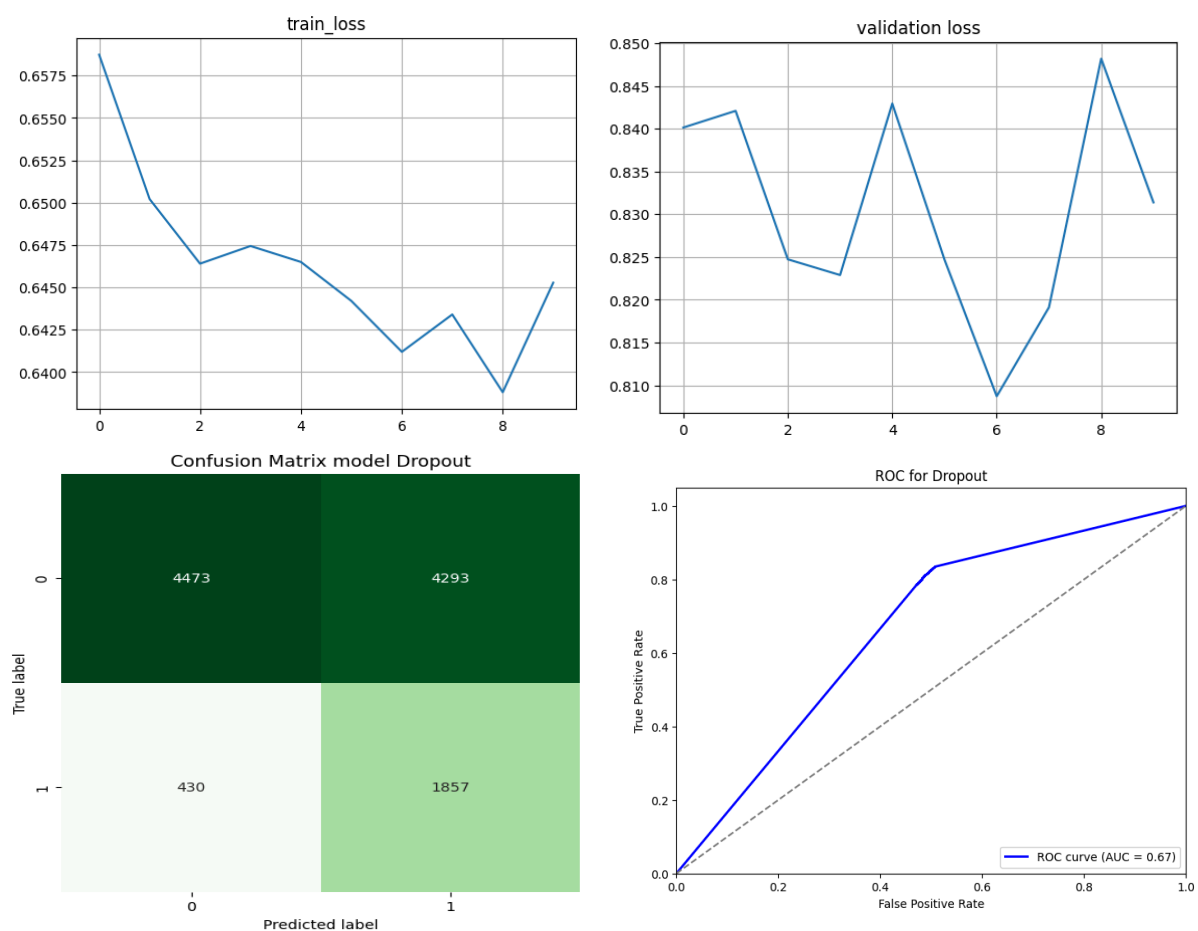 train_loss
0.6575
0.6550
0.6525
0.6500
0.6475
0.6450
0.6425
0.6400
0 2 4 6 8
validation loss
0.850
0.845
0.840
0.835
0.830
0.825
0.820
0.815
0.810
0 2 4 6 8
Confusion Matrix model Dropout
True label
0
4473 4293
1
430 1857
0 1
Predicted label
ROC for Dropout
True Positive Rate
1.0
0.8
0.6
0.4
0.2
0.0
ROC curve (AUC = 0.67)
0.0 0.2 0.4 0.6 0.8 1.0
False Positive Rate